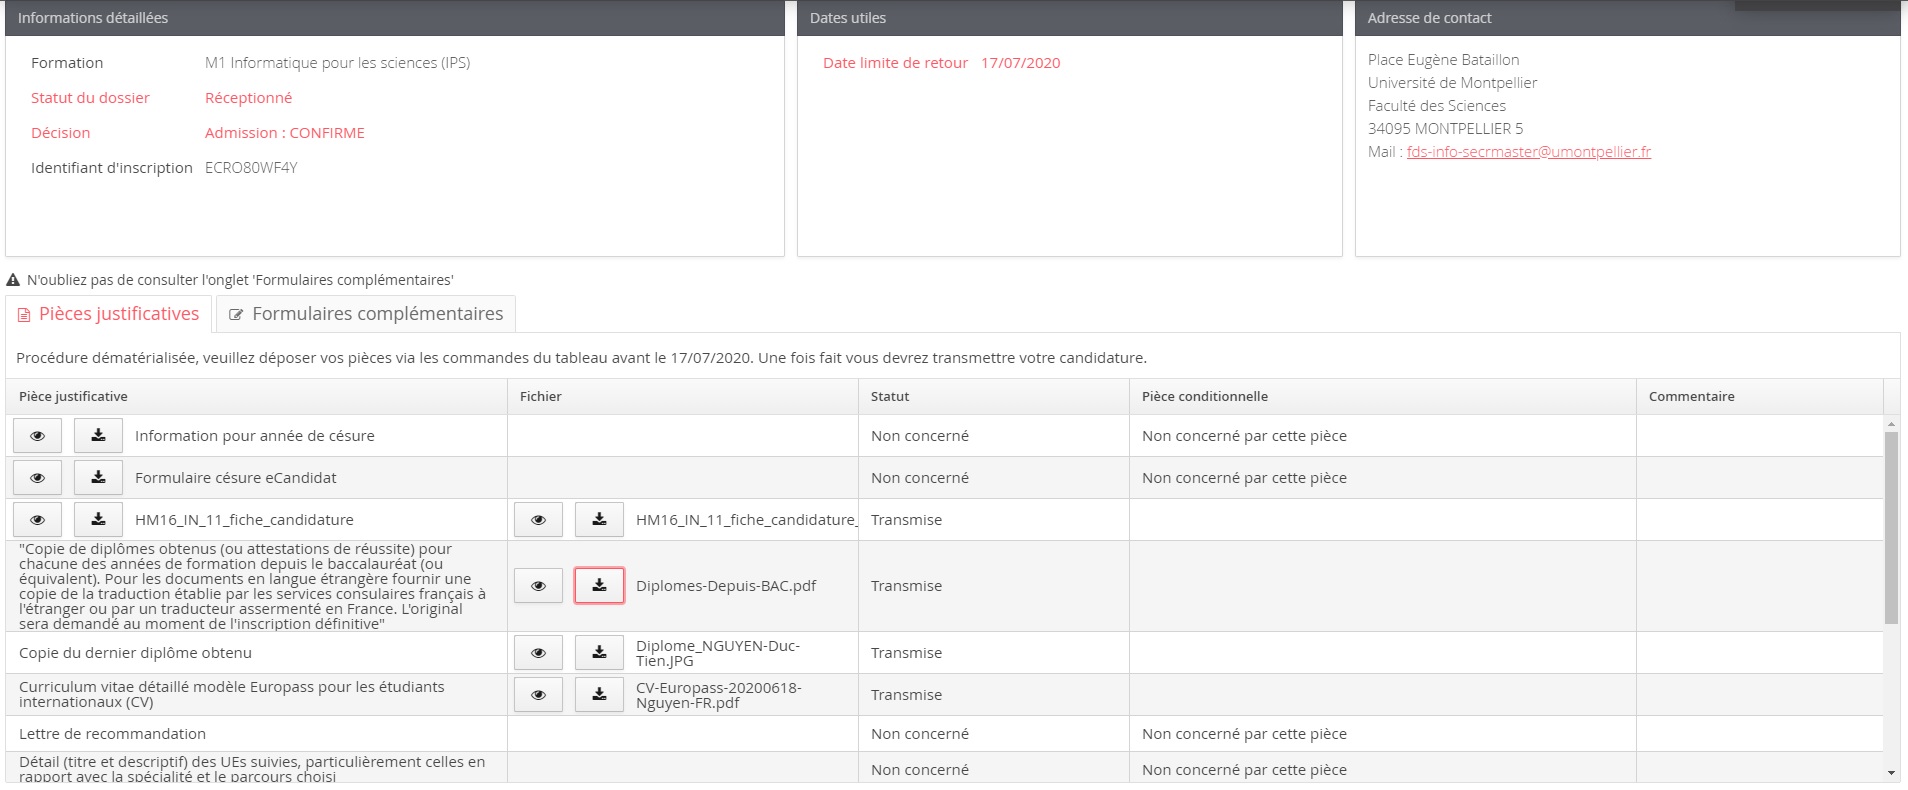 Informations détaillées
Formation M1 Informatique pour les sciences (IPS)
Statut du dossier Réceptionné
Décision Admission : CONFIRME
Identifiant d'inscription ECRO80WF4Y
Dates utiles
Date limite de retour 17/07/2020
Adresse de contact
Place Eugène Bataillon
Université de Montpellier
Faculté des Sciences
34095 MONTPELLIER 5
Mail : fds-info-secrmaster@umontpellier.fr
N'oubliez pas de consulter l'onglet 'Formulaires complémentaires'
Pièces justificatives Formulaires complémentaires
Procédure dématérialisée, veuillez déposer vos pièces via les commandes du tableau avant le 17/07/2020. Une fois fait vous devrez transmettre votre candidature.
Pièce justificative Fichier Statut Pièce conditionnelle Commentaire
Information pour année de césure Non concerné Non concerné par cette pièce
Formulaire césure eCandidat Non concerné Non concerné par cette pièce
HM16_IN_11_fiche_candidature HM16_IN_11_fiche_candidature_ Transmise
"Copie de diplômes obtenus (ou attestations de réussite) pour
chacune des années de formation depuis le baccalauréat (ou
équivalent). Pour les documents en langue étrangère fournir une
copie de la traduction établie par les services consulaires français à
l'étranger ou par un traducteur assermenté en France. L'original
sera demandé au moment de l'inscription définitive"
Diplomes-Depuis-BAC.pdf Transmise
Copie du dernier diplôme obtenu
Diplome_NGUYEN-Duc-
Tien.JPG
Transmise
Curriculum vitae détaillé modèle Europass pour les étudiants
internationaux (CV)
CV-Europass-20200618-
Nguyen-FR.pdf
Transmise
Lettre de recommandation Non concerné Non concerné par cette pièce
Détail (titre et descriptif) des UEs suivies, particulièrement celles en
rapport avec la spécialité et le parcours choisi
Non concerné Non concerné par cette pièce